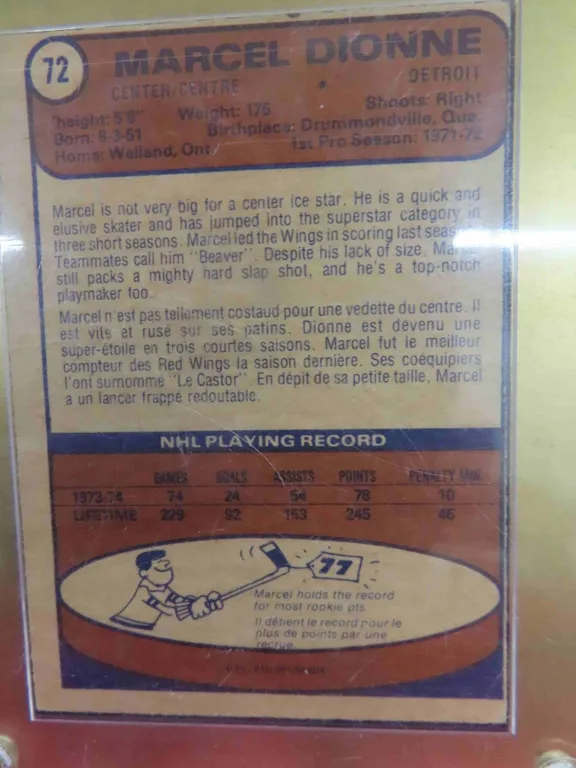 72
MARCEL DIONNE
CENTER/CENTRE
DETROIT
height: 5'8" Weight: 175 Shoots: Right
Born: 8-3-51 Birthplace: Drummondville, Que.
Home: Welland, Ont 1st Pro Season: 1971-72
Marcel is not very big for a center ice star. He is a quick and
elusive skater and has jumped into the superstar category in
three short seasons. Marcel led the Wings in scoring last
Teammates call him "Beaver". Despite his lack of size,
still packs a mighty hard slap shot, and he's a top-notch
playmaker too.
Marcel n'est pas tellement costaud pour une vedette du centre. Il
est vite et rusé sur ses patins. Dionne est devenu une
super-étoile en trois courtes saisons. Marcel fut le meilleur
compteur des Red Wings la saison dernière. Ses coéquipiers
l'ont surnommé "Le Castor". En dépit de sa petite taille, Marcel
a un lancer frappé redoutable.
NHL PLAYING RECORD
GAMES GOALS ASSISTS POINTS PENALTY MIN.
1973-74 74 24 54 78 10
LIFETIME 229 92 153 245 45
77
Marcel holds the record
for most rookie pts.
Il détient le record pour le
plus de points par une
recrue.